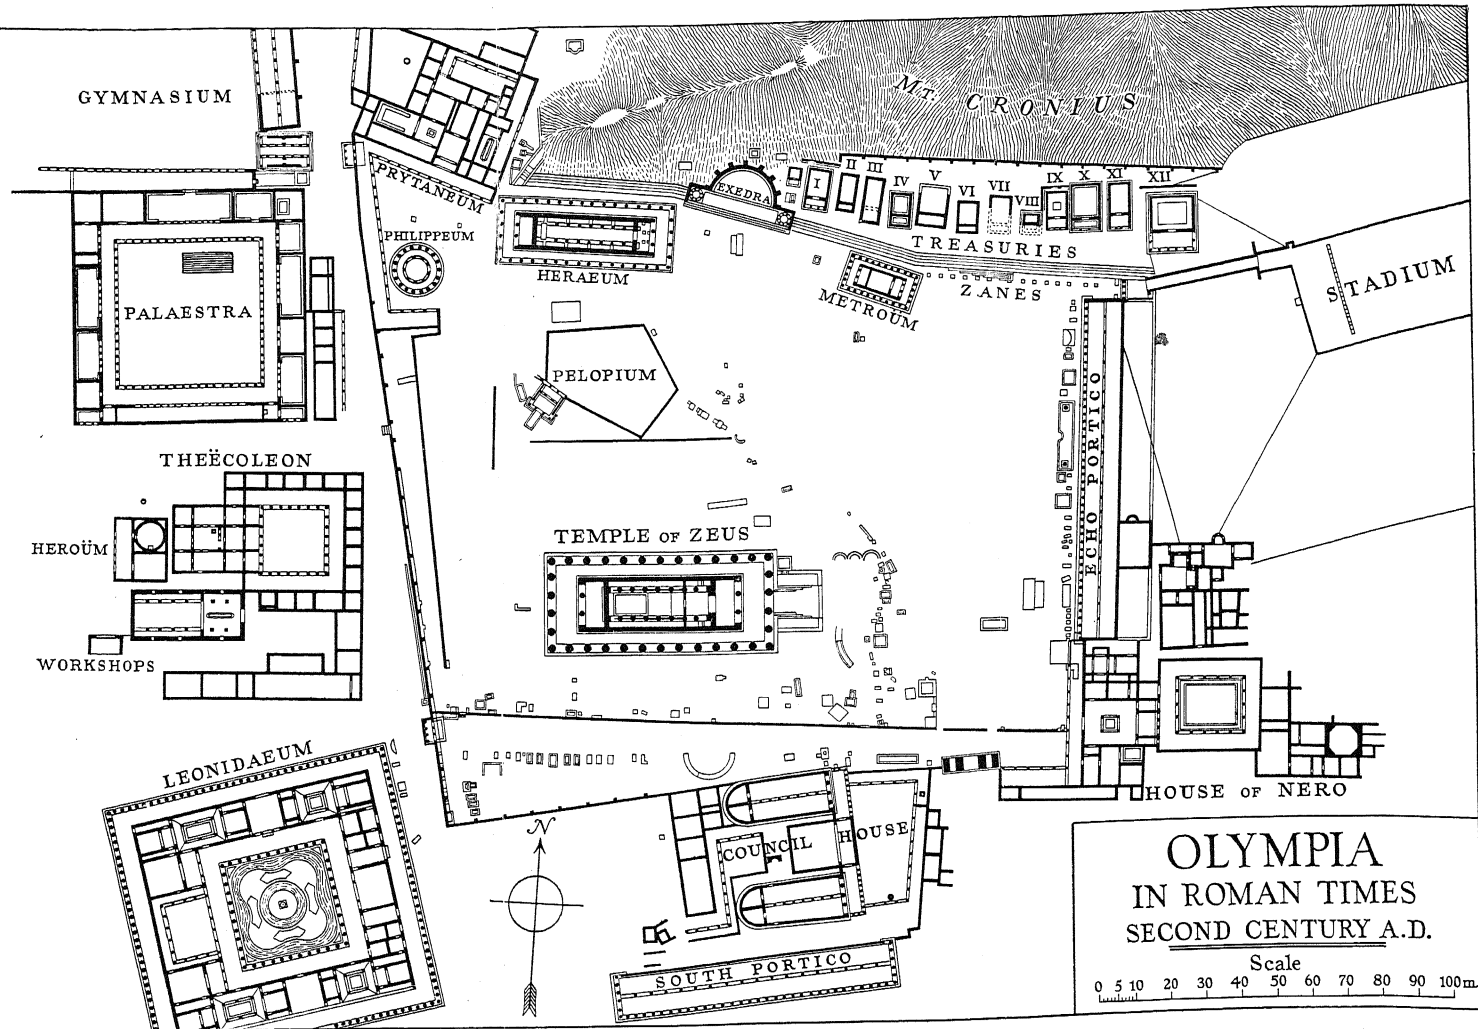 GYMNASIUM
MT. CRONIUS
PRYTANEUM
EXEDRA
I
II
III
IV
V
VI
VII
VIII
IX
X
XI
XII
PHILIPPEUM
HERAEUM
TREASURIES
METROÜM
ZANES
STADIUM
PALAESTRA
PELOPIUM
ECHO PORTICO
THEËCOLEON
HEROÜM
TEMPLE OF ZEUS
WORKSHOPS
LEONIDAEUM
HOUSE OF NERO
N
COUNCIL HOUSE
SOUTH PORTICO
OLYMPIA
IN ROMAN TIMES
SECOND CENTURY A.D.
Scale
0 5 10 20 30 40 50 60 70 80 90 100m.